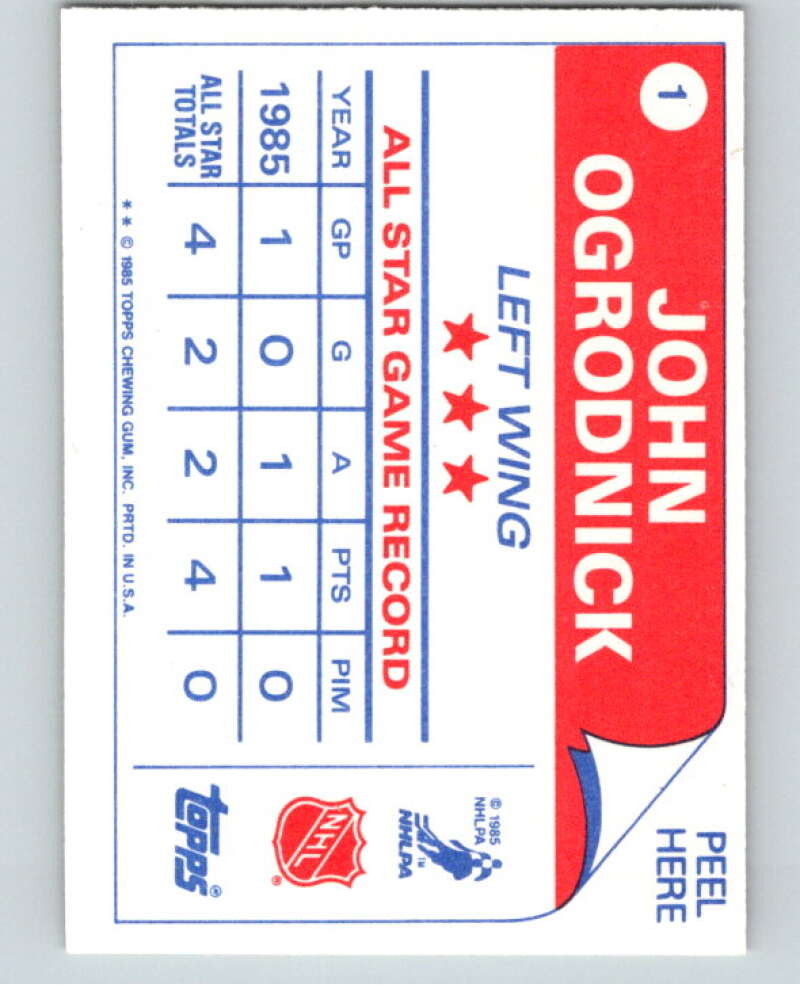 1
JOHN
OGRODNICK
LEFT WING
ALL STAR GAME RECORD
YEAR GP G A PTS PIM
1985 1 0 1 1 0
ALL STAR
TOTALS 4 2 2 4 0
** © 1985 TOPPS CHEWING GUM, INC. PRTD. IN U.S.A.
PEEL
HERE
© 1985
NHLPA
NHLPA TM
NHL ®
topps®